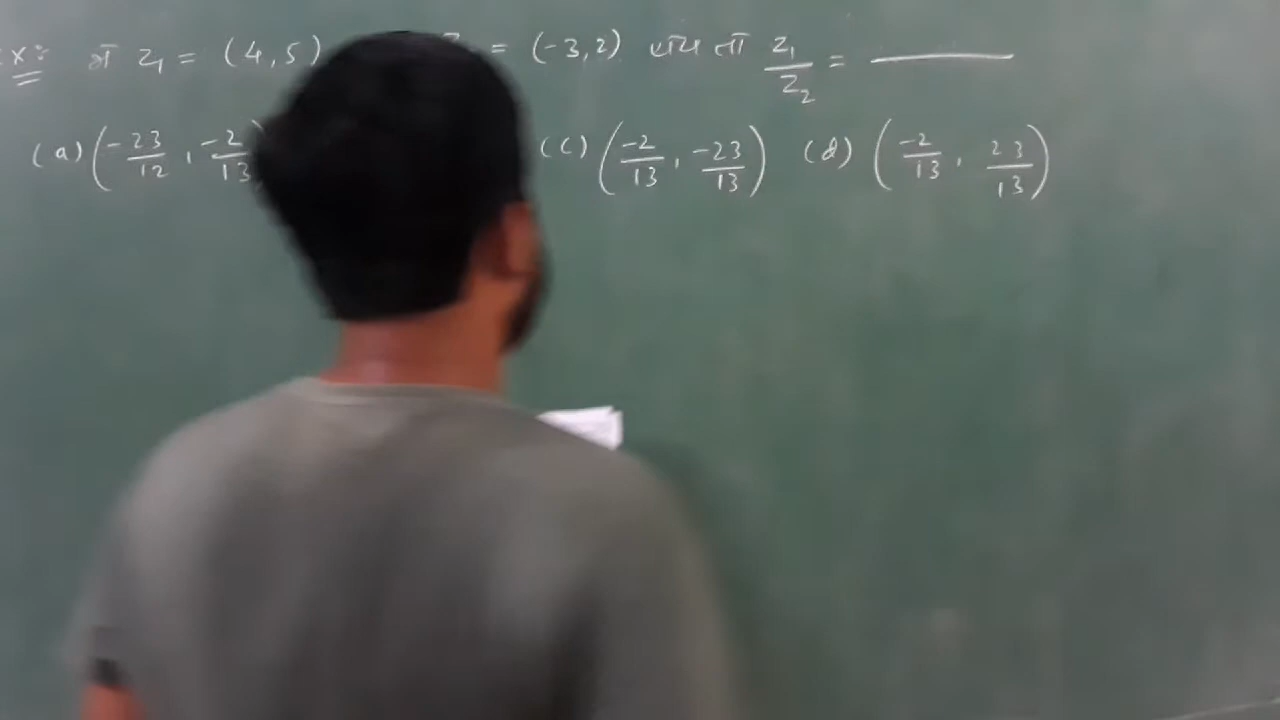 Ex: જો z₁ = (4,5) z₂ = (-3,2) હોય તો z₁/z₂ = ______
(a) (-23/12, -2/13) (c) (-2/13, -23/13) (d) (-2/13, 23/13)